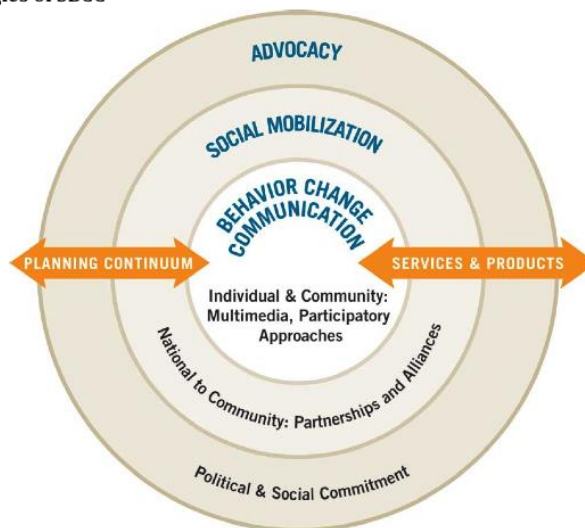 ADVOCACY
SOCIAL MOBILIZATION
BEHAVIOR CHANGE
COMMUNICATION
PLANNING CONTINUUM
SERVICES & PRODUCTS
Individual & Community:
Multimedia, Participatory
Approaches
National to Community: Partnerships and Alliances
Political & Social Commitment